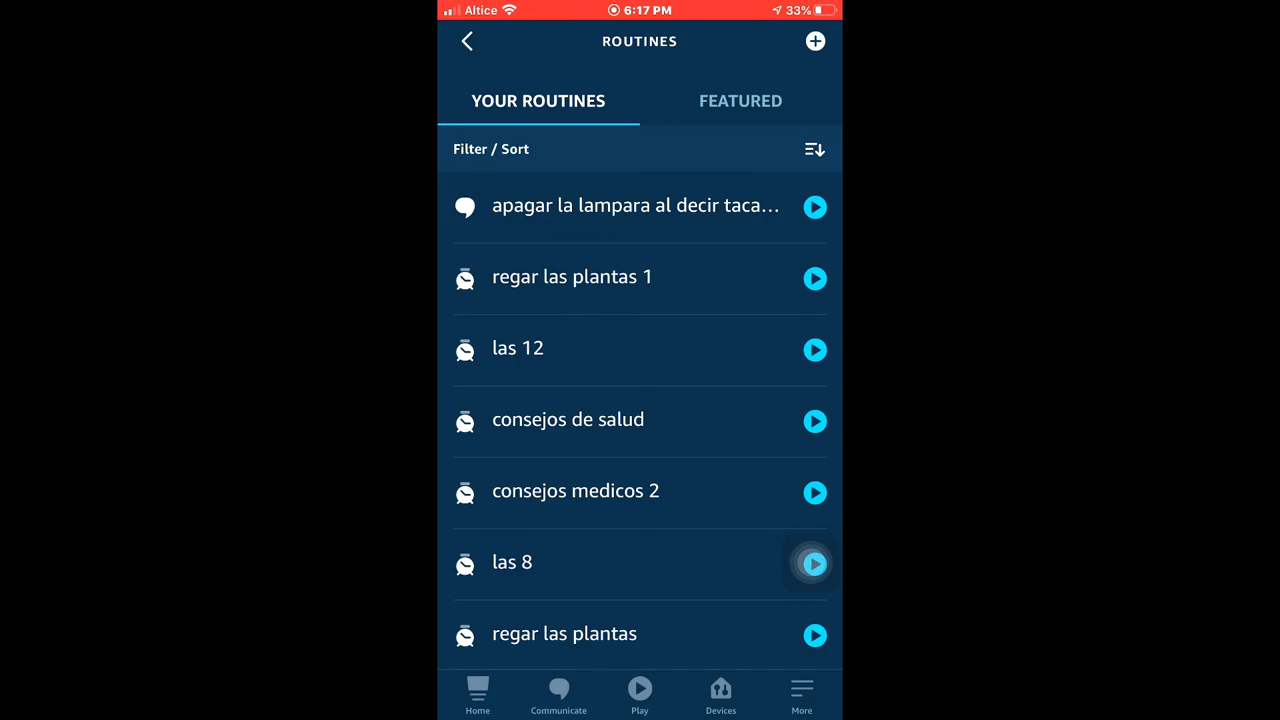 Altice 6:17 PM 33%
ROUTINES
YOUR ROUTINES FEATURED
Filter / Sort
apagar la lampara al decir taca...
regar las plantas 1
las 12
consejos de salud
consejos medicos 2
las 8
regar las plantas
Home Communicate Play Devices More